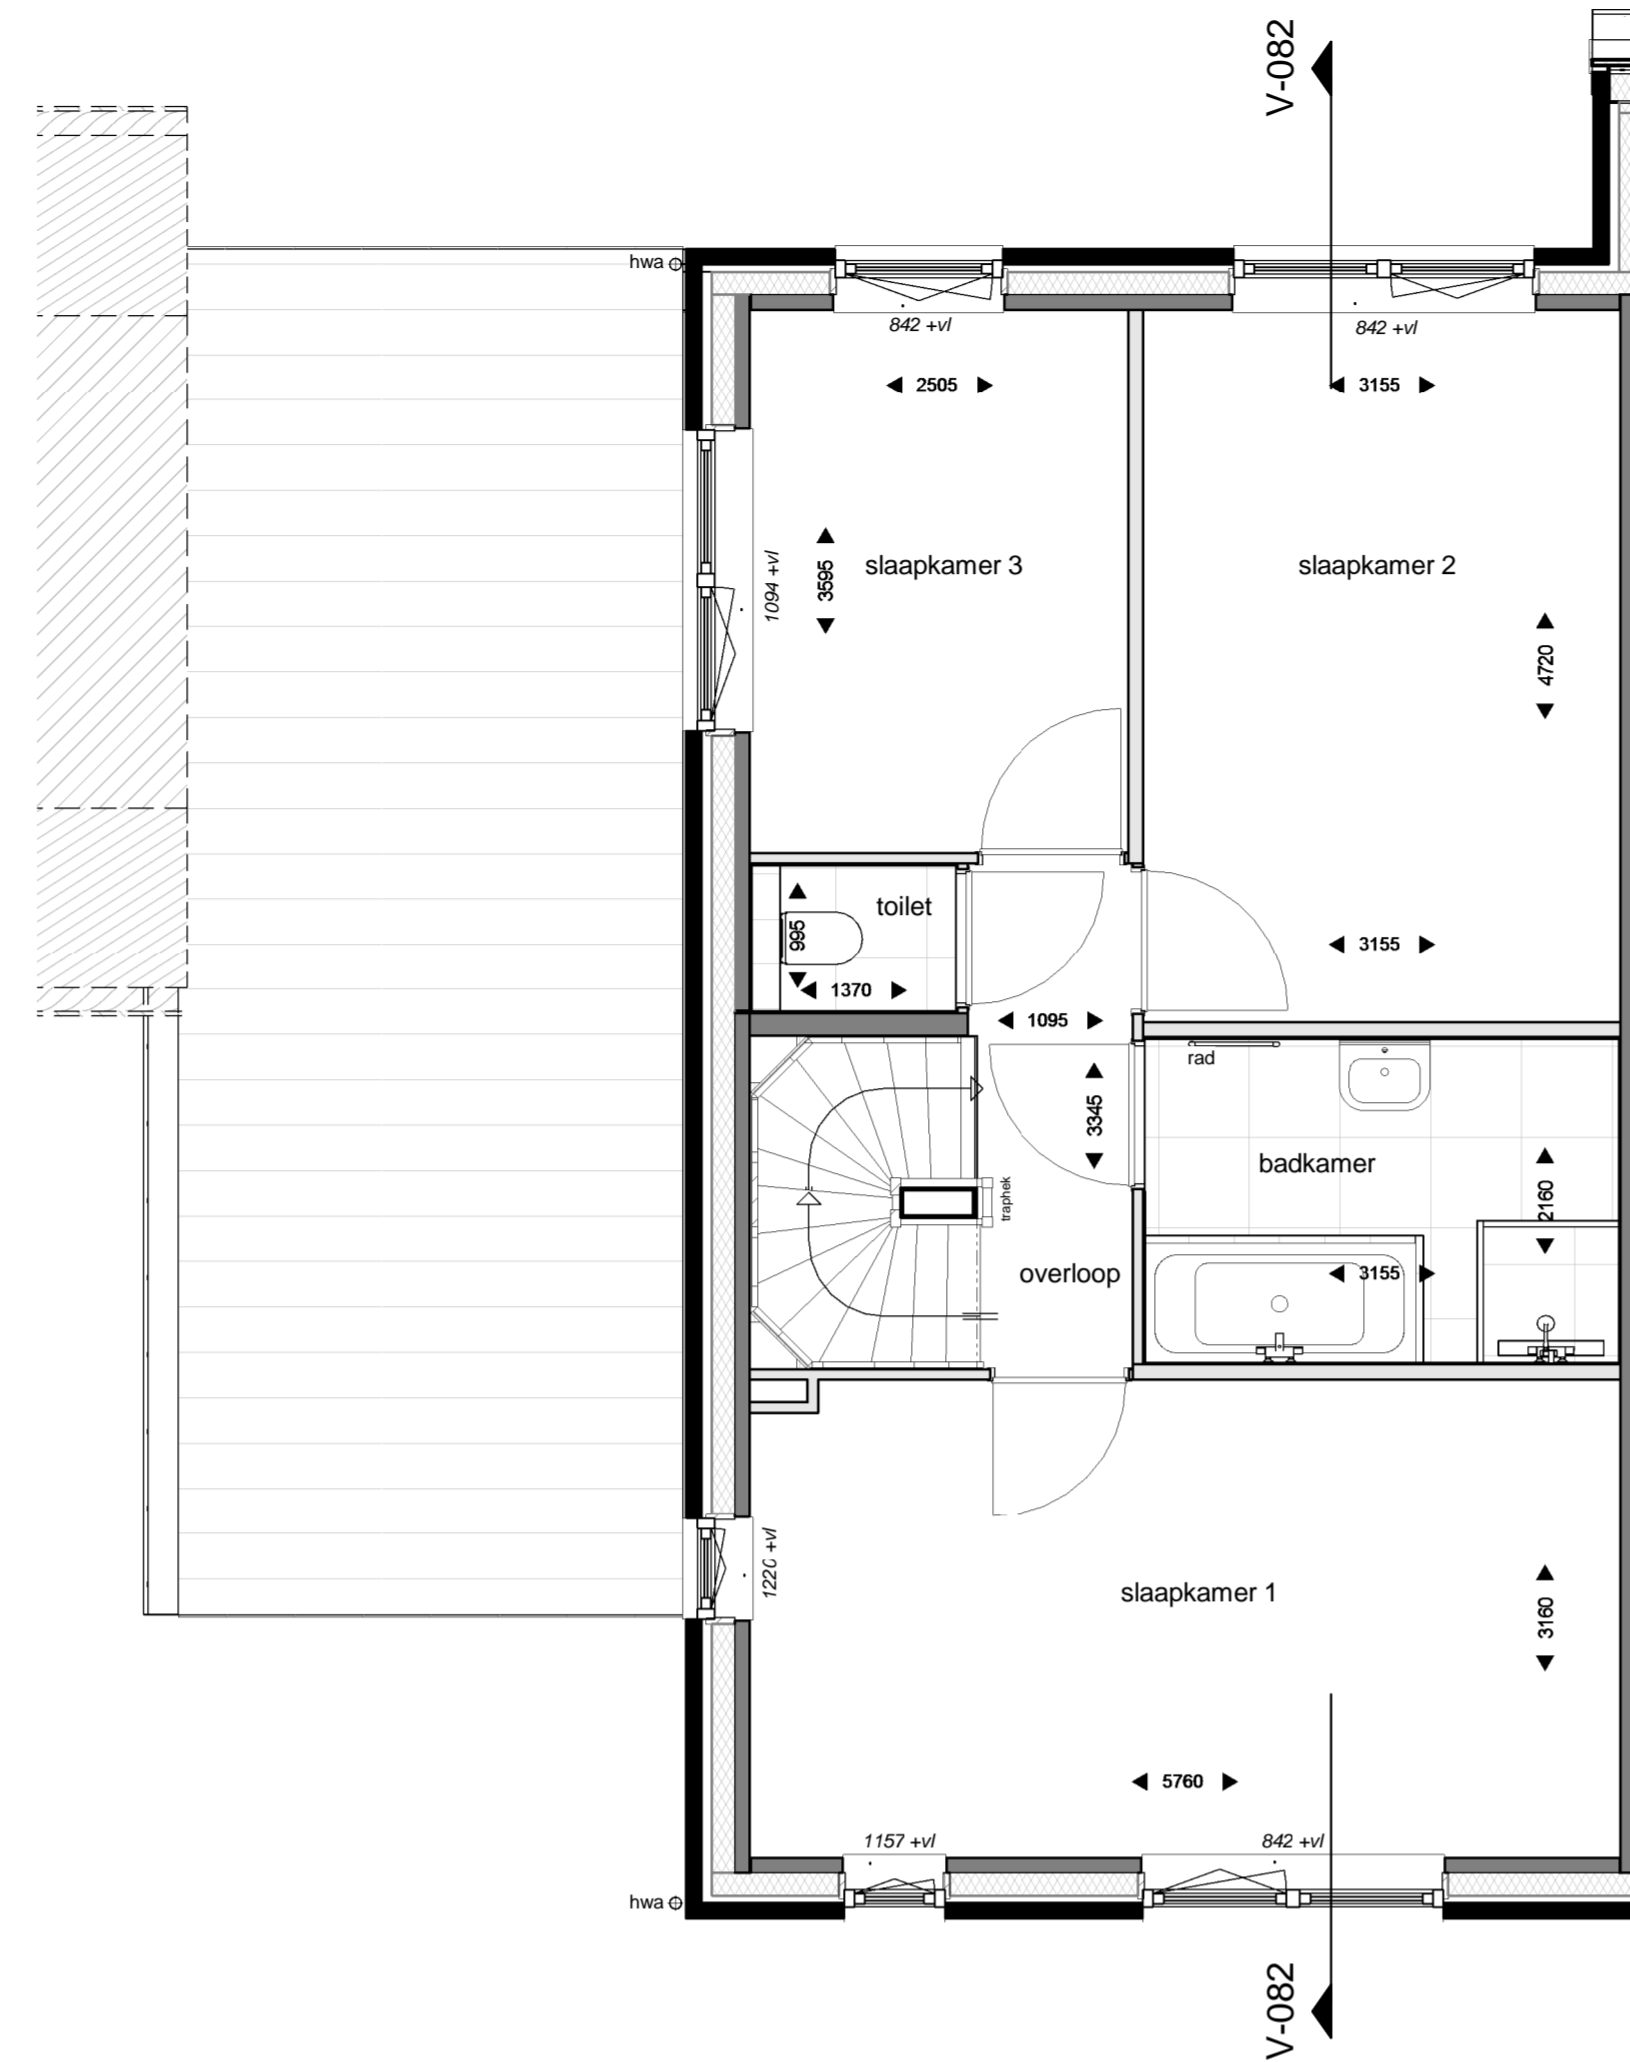 V-082
hwa
842 +vl
842 +vl
2505
3155
1094 +vl
3595
slaapkamer 3
slaapkamer 2
4720
toilet
995
1370
3155
1095
rad
3345
badkamer
2160
traphek
overloop
3155
1220 +vl
slaapkamer 1
3160
5760
1157 +vl
842 +vl
hwa
V-082